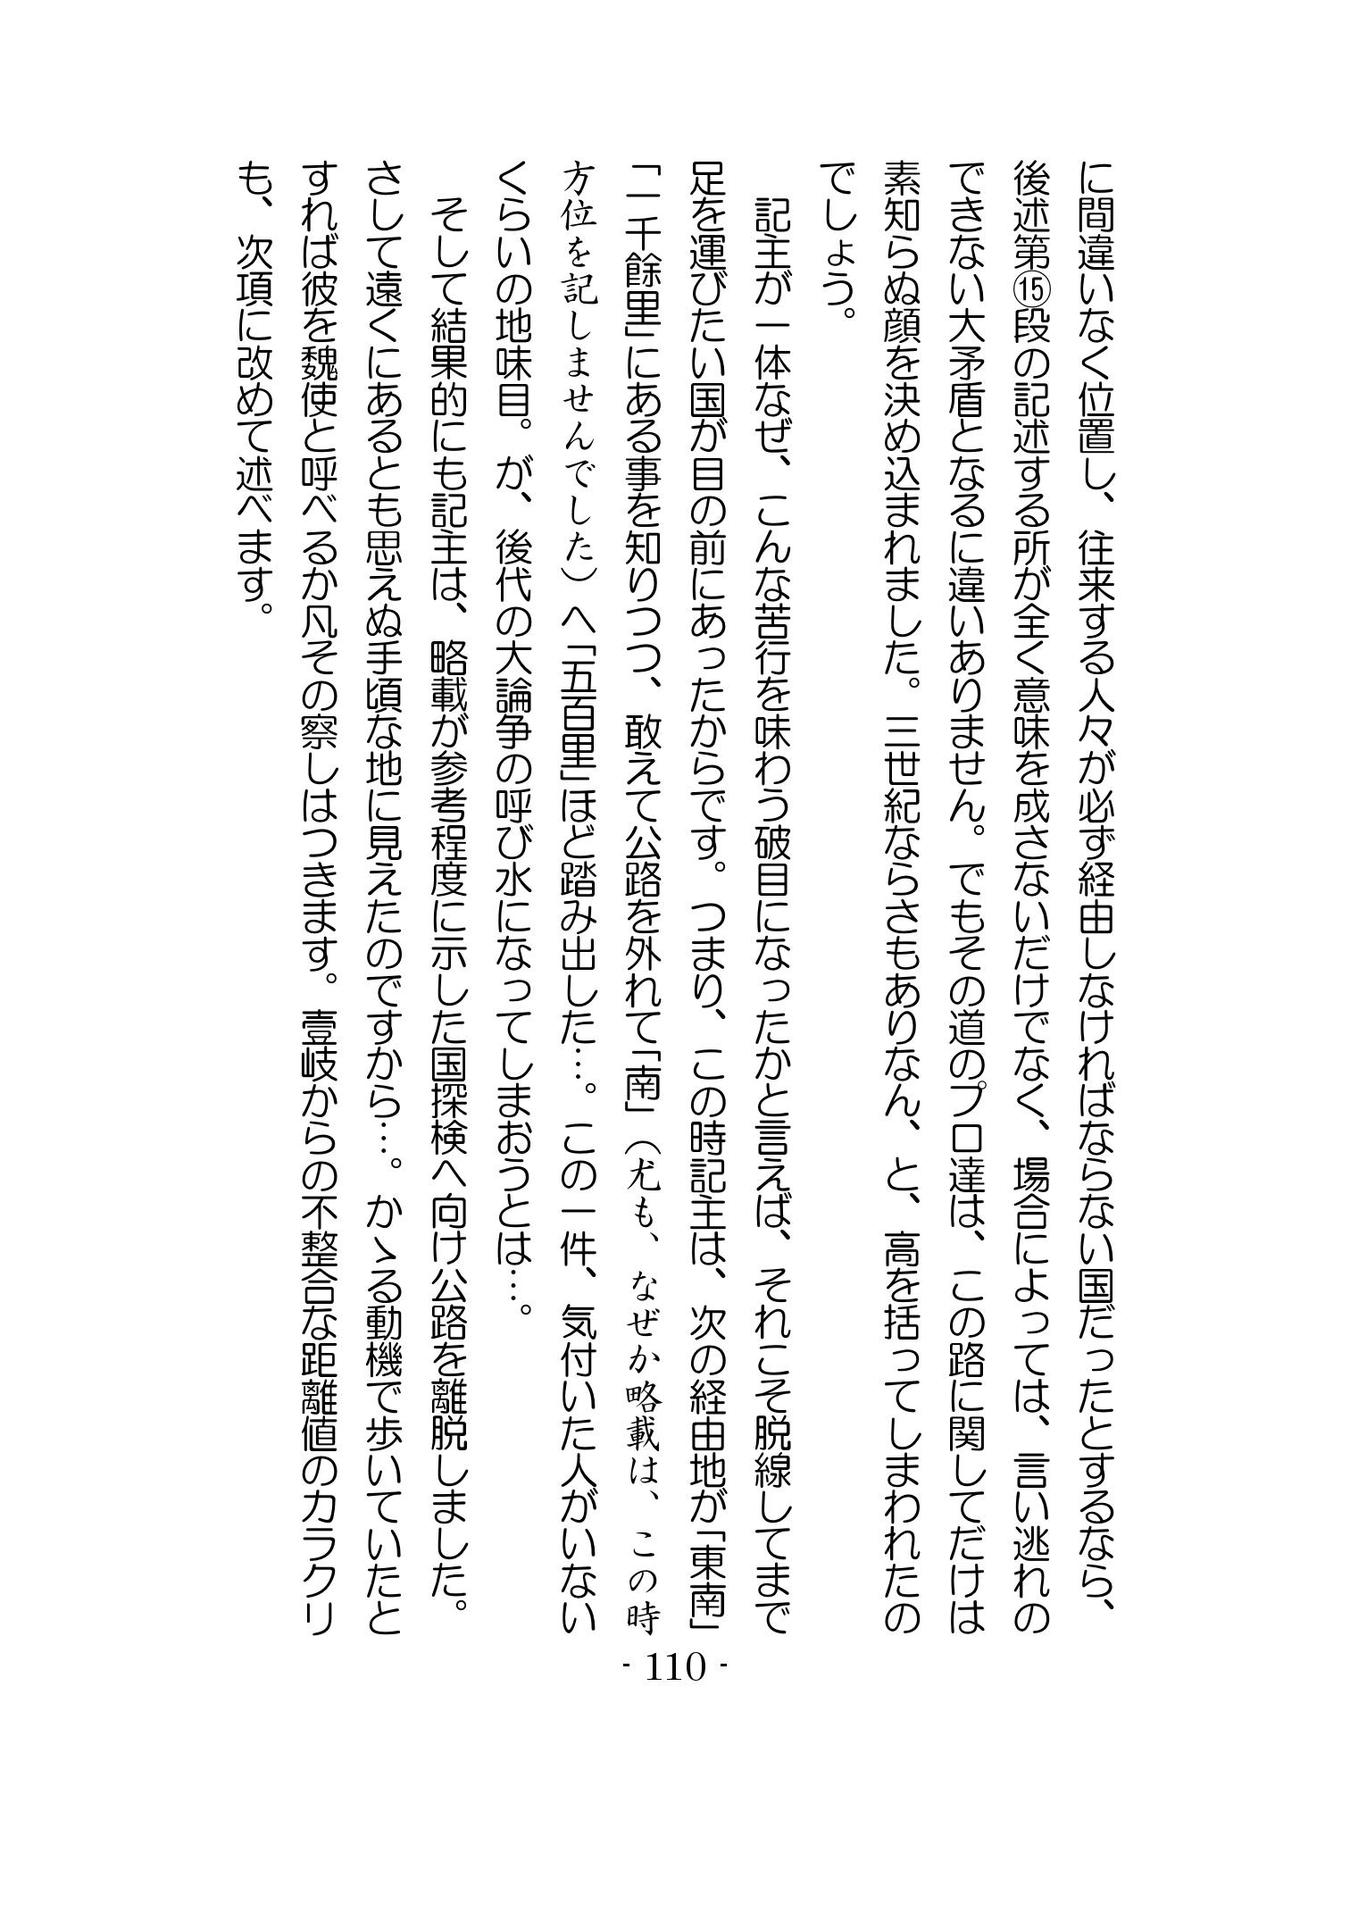 に間違いなく位置し、往来する人々が必ず経由しなければならない国だったとするなら、
後述第⑮段の記述する所が全く意味を成さないだけでなく、場合によっては、言い逃れの
できない大矛盾となるに違いありません。でもその道のプロ達は、この路に関してだけは
素知らぬ顔を決め込まれました。三世紀ならさもありなん、と、高を括ってしまわれたの
でしょう。
　記主が一体なぜ、こんな苦行を味わう破目になったかと言えば、それこそ脱線してまで
足を運びたい国が目の前にあったからです。つまり、この時記主は、次の経由地が「東南」
「一千餘里」にある事を知りつつ、敢えて公路を外れて「南」（尤も、なぜか略載は、この時
方位を記しませんでした）へ「五百里」ほど踏み出した…。この一件、気付いた人がいない
くらいの地味目。が、後代の大論争の呼び水になってしまおうとは…。
　そして結果的にも記主は、略載が参考程度に示した国探検へ向け公路を離脱しました。
さして遠くにあるとも思えぬ手頃な地に見えたのですから…。かゝる動機で歩いていたと
すれば彼を魏使と呼べるか凡その察しはつきます。壹岐からの不整合な距離値のカラクリ
も、次項に改めて述べます。
- 110 -